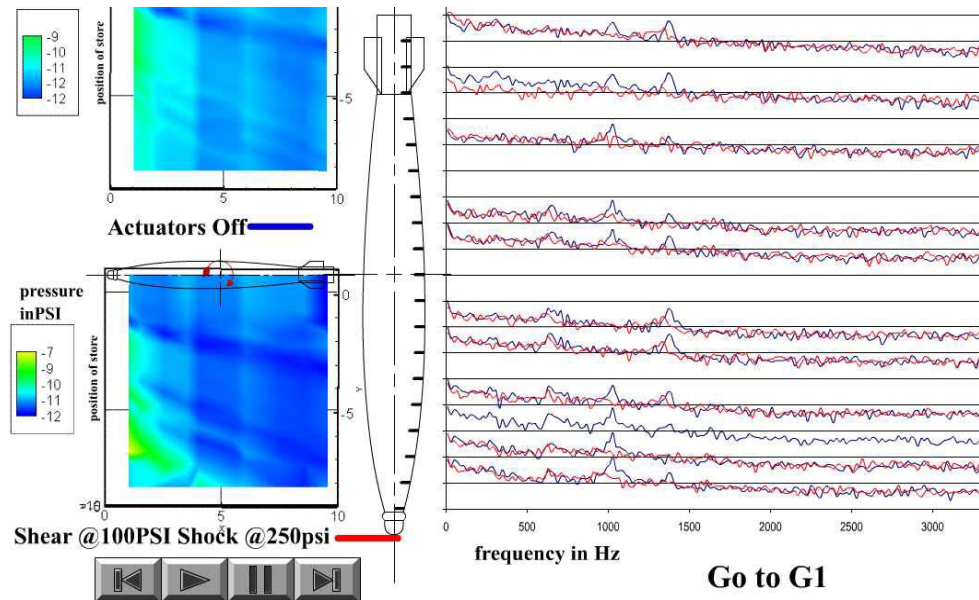 -9
-10
-11
-12
position of store
-5
0
5
10
Actuators Off
pressure
inPSI
-7
-8
-9
-10
-11
-12
position of store
0
-5
0
5
10
X
Y
Shear @100PSI Shock @250psi
0
500
1000
1500
2000
2500
3000
frequency in Hz
Go to G1